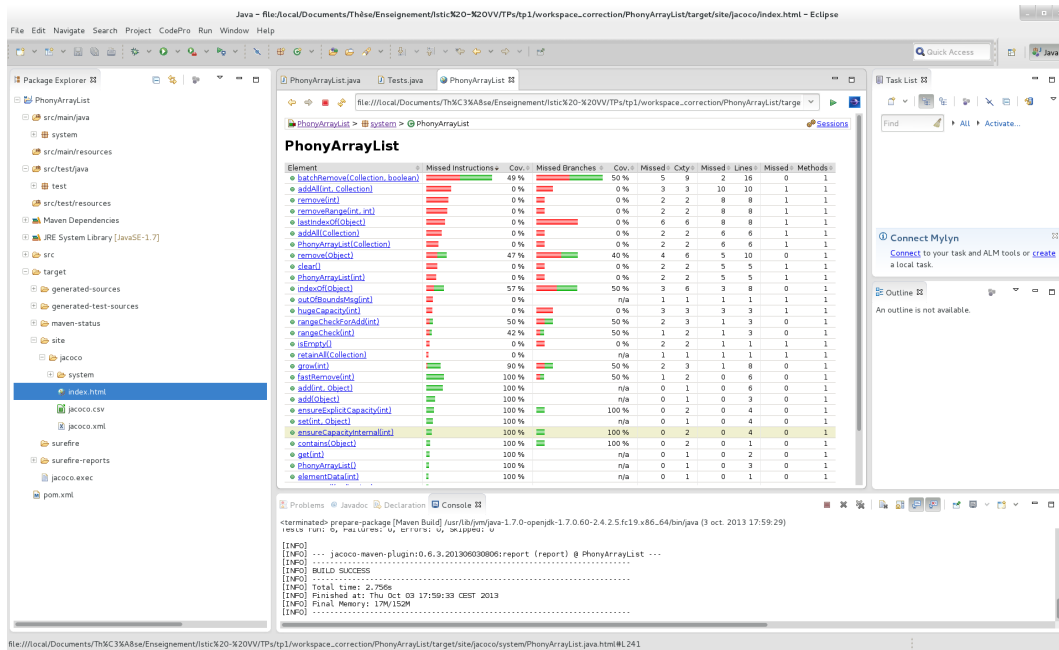 Java - file:/local/Documents/Thèse/Enseignement/Istic%20-%20VV/TPs/tp1/workspace_correction/PhonyArrayList/target/site/jacoco/index.html - Eclipse
File Edit Navigate Search Project CodePro Run Window Help
Quick Access
Java
Package Explorer
PhonyArrayList
src/main/java
system
src/main/resources
src/test/java
test
src/test/resources
Maven Dependencies
JRE System Library [JavaSE-1.7]
src
target
generated-sources
generated-test-sources
maven-status
site
jacoco
system
index.html
jacoco.csv
jacoco.xml
surefire
surefire-reports
jacoco.exec
pom.xml
PhonyArrayList.java Tests.java PhonyArrayList
file:///local/Documents/Th%C3%A8se/Enseignement/Istic%20-%20VV/TPs/tp1/workspace_correction/PhonyArrayList/targe
PhonyArrayList > system > PhonyArrayList Sessions
PhonyArrayList
Element Missed Instructions Cov. Missed Branches Cov. Missed Cxty Missed Lines Missed Methods
batchRemove(Collection, boolean) 49 % 50 % 5 9 2 16 0 1
addAll(int, Collection) 0 % 0 % 3 3 10 10 1 1
remove(int) 0 % 0 % 2 2 8 8 1 1
removeRange(int, int) 0 % 0 % 2 2 8 8 1 1
lastIndexOf(Object) 0 % 0 % 6 6 8 8 1 1
addAll(Collection) 0 % 0 % 2 2 6 6 1 1
PhonyArrayList(Collection) 0 % 0 % 2 2 6 6 1 1
remove(Object) 47 % 40 % 4 6 5 10 0 1
clear() 0 % 0 % 2 2 5 5 1 1
PhonyArrayList(int) 0 % 0 % 2 2 5 5 1 1
indexOf(Object) 57 % 50 % 3 6 3 8 0 1
outOfBoundsMsg(int) 0 % n/a 1 1 1 1 1 1
hugeCapacity(int) 0 % 0 % 3 3 3 3 1 1
rangeCheckForAdd(int) 50 % 50 % 2 3 1 3 0 1
rangeCheck(int) 42 % 50 % 1 2 1 3 0 1
isEmpty() 0 % 0 % 2 2 1 1 1 1
retainAll(Collection) 0 % n/a 1 1 1 1 1 1
grow(int) 90 % 50 % 2 3 1 8 0 1
fastRemove(int) 100 % 50 % 1 2 0 6 0 1
add(int, Object) 100 % n/a 0 1 0 6 0 1
add(Object) 100 % n/a 0 1 0 3 0 1
ensureExplicitCapacity(int) 100 % 100 % 0 2 0 4 0 1
set(int, Object) 100 % n/a 0 1 0 4 0 1
ensureCapacityInternal(int) 100 % 100 % 0 2 0 4 0 1
contains(Object) 100 % 100 % 0 2 0 1 0 1
get(int) 100 % n/a 0 1 0 2 0 1
PhonyArrayList() 100 % n/a 0 1 0 3 0 1
elementData(int) 100 % n/a 0 1 0 1 0 1
Task List
Find All Activate...
Connect Mylyn
Connect to your task and ALM tools or create
a local task.
Outline
An outline is not available.
Problems Javadoc Declaration Console
<terminated> prepare-package [Maven Build] /usr/lib/jvm/java-1.7.0-openjdk-1.7.0.60-2.4.2.5.fc19.x86_64/bin/java (3 oct. 2013 17:59:29)
Tests run: 6, Failures: 0, Errors: 0, Skipped: 0
[INFO]
[INFO] --- jacoco-maven-plugin:0.6.3.201306030806:report (report) @ PhonyArrayList ---
[INFO] ------------------------------------------------------------------------
[INFO] BUILD SUCCESS
[INFO] ------------------------------------------------------------------------
[INFO] Total time: 2.756s
[INFO] Finished at: Thu Oct 03 17:59:33 CEST 2013
[INFO] Final Memory: 17M/152M
[INFO] ------------------------------------------------------------------------
file:///local/Documents/Th%C3%A8se/Enseignement/Istic%20-%20VV/TPs/tp1/workspace_correction/PhonyArrayList/target/site/jacoco/system/PhonyArrayList.java.html#L241